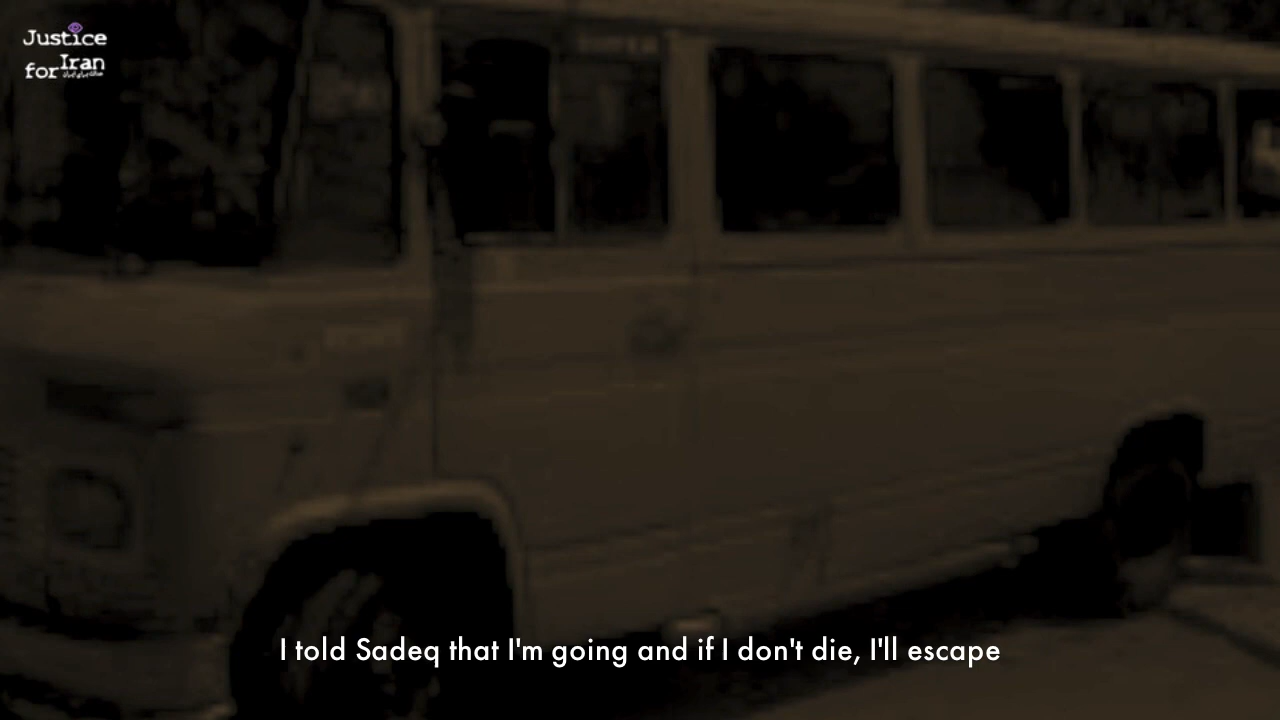 Justice
for Iran
I told Sadeq that I'm going and if I don't die, I'll escape